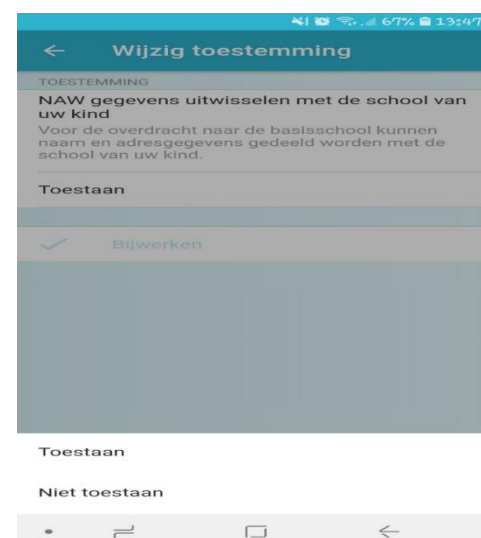 67% 13:47
Wijzig toestemming
TOESTEMMING
NAW gegevens uitwisselen met de school van
uw kind
Voor de overdracht naar de basisschool kunnen
naam en adresgegevens gedeeld worden met de
school van uw kind.
Toestaan
Bijwerken
Toestaan
Niet toestaan